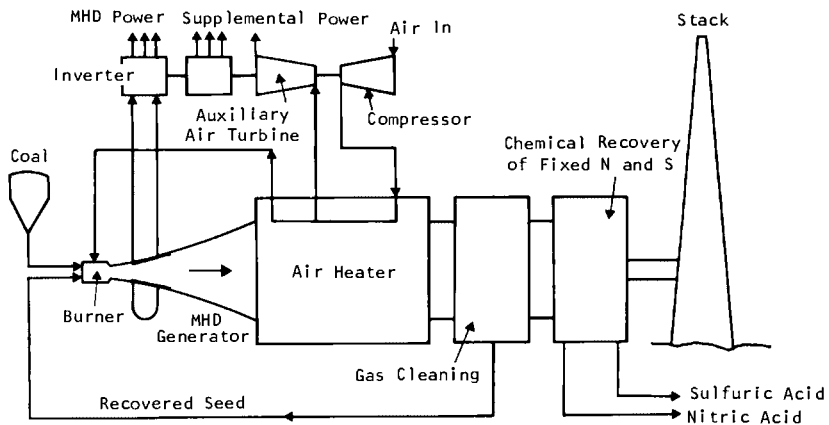 MHD Power
Supplemental Power
Air In
Stack
Inverter
Auxiliary
Air Turbine
Compressor
Chemical Recovery
of Fixed N and S
Coal
Air Heater
Burner
MHD
Generator
Gas Cleaning
Recovered Seed
Sulfuric Acid
Nitric Acid